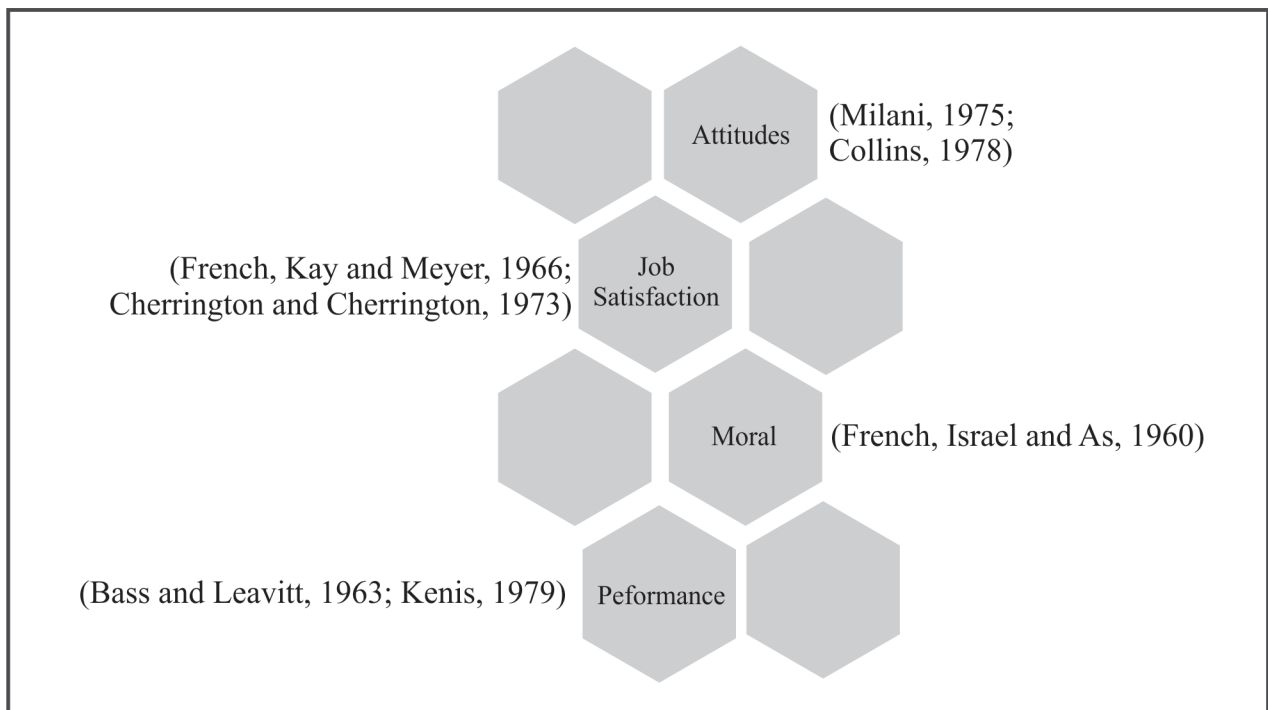 Attitudes
(Milani, 1975;
Collins, 1978)
(French, Kay and Meyer, 1966;
Cherrington and Cherrington, 1973)
Job
Satisfaction
Moral
(French, Israel and As, 1960)
(Bass and Leavitt, 1963; Kenis, 1979)
Peformance